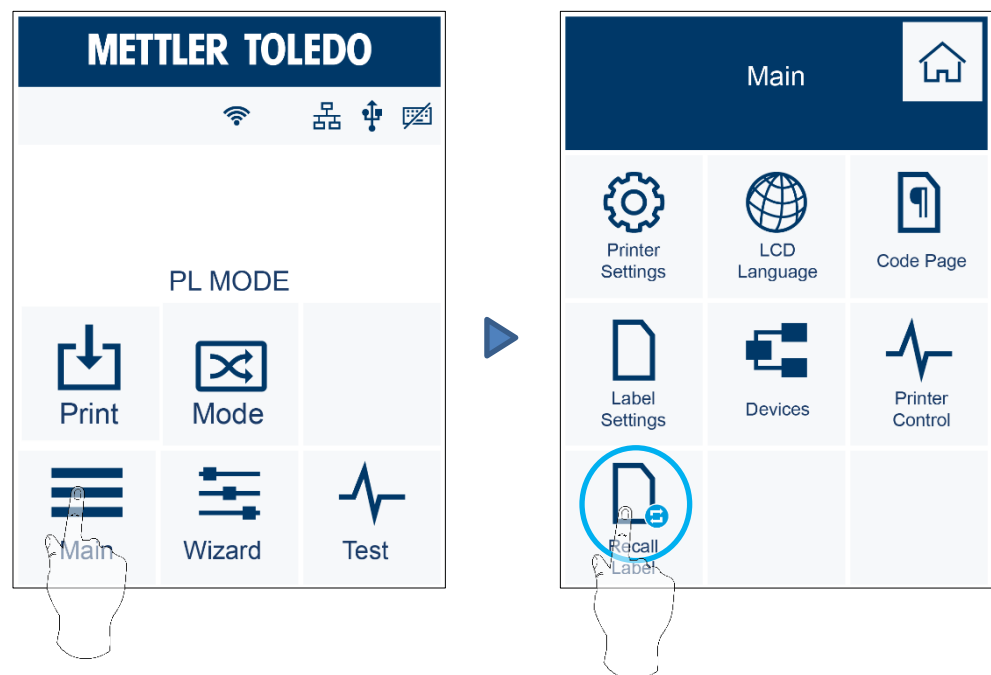 METTLER TOLEDO
PL MODE
Print
Mode
Main
Wizard
Test
Main
Printer
Settings
LCD
Language
Code Page
Label
Settings
Devices
Printer
Control
Recall
Label